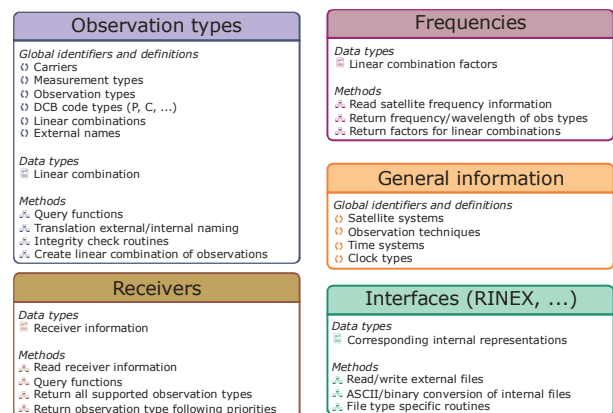 Observation types
Global identifiers and definitions
Carriers
Measurement types
Observation types
DCB code types (P, C, ...)
Linear combinations
External names
Data types
Linear combination
Methods
Query functions
Translation external/internal naming
Integrity check routines
Create linear combination of observations
Receivers
Data types
Receiver information
Methods
Read receiver information
Query functions
Return all supported observation types
Return observation type following priorities
Frequencies
Data types
Linear combination factors
Methods
Read satellite frequency information
Return frequency/wavelength of obs types
Return factors for linear combinations
General information
Global identifiers and definitions
Satellite systems
Observation techniques
Time systems
Clock types
Interfaces (RINEX, ...)
Data types
Corresponding internal representations
Methods
Read/write external files
ASCII/binary conversion of internal files
File type specific routines